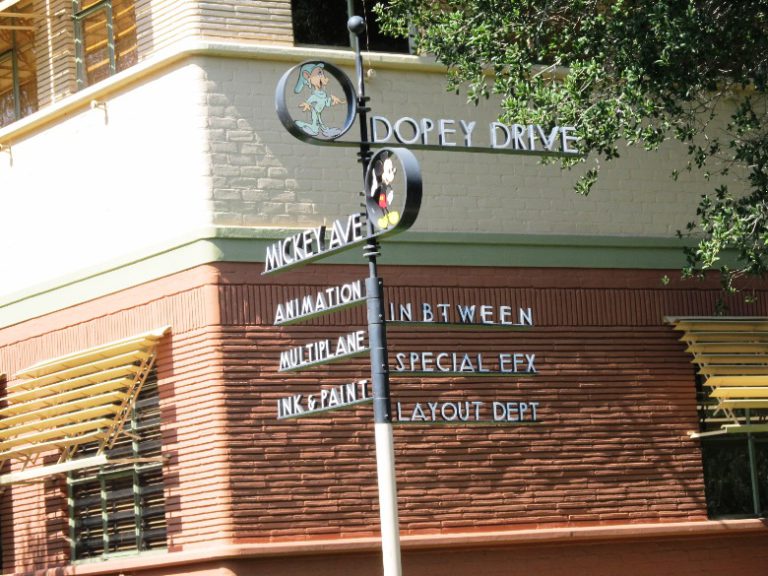 DOPEY DRIVE
MICKEY AVE
ANIMATION
IN BTWEEN
MULTIPLANE
SPECIAL EFX
INK & PAINT
LAYOUT DEPT